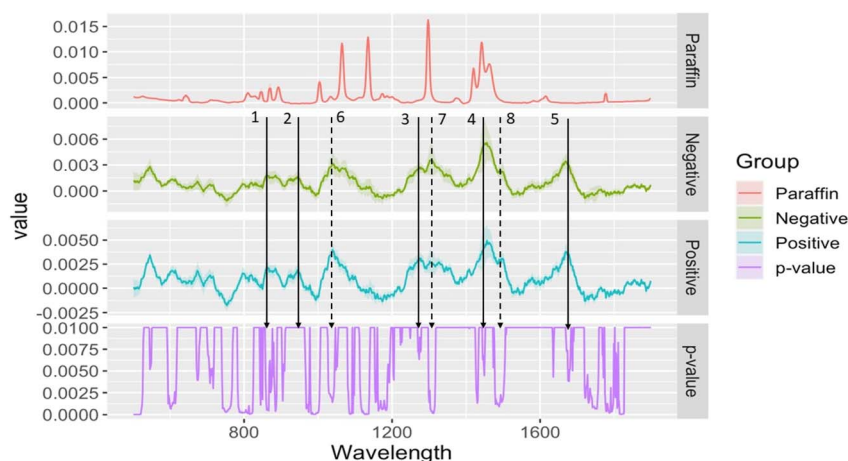 0.015
0.010
0.005
0.000
Paraffin
1 2 6 3 7 4 8 5
0.006
0.003
0.000
Negative
value
0.0050
0.0025
0.0000
-0.0025
Positive
0.0100
0.0075
0.0050
0.0025
0.0000
p-value
800 1200 1600
Wavelength
Group
Paraffin
Negative
Positive
p-value